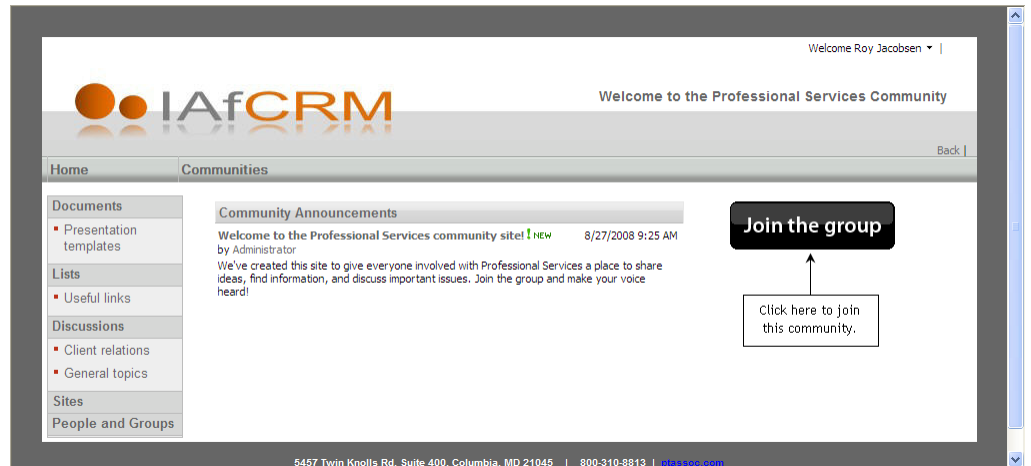 Welcome Roy Jacobsen
IAfCRM
Welcome to the Professional Services Community
Back
Home
Communities
Documents
Presentation
templates
Lists
Useful links
Discussions
Client relations
General topics
Sites
People and Groups
Community Announcements
Welcome to the Professional Services community site! NEW 8/27/2008 9:25 AM
by Administrator
We've created this site to give everyone involved with Professional Services a place to share
ideas, find information, and discuss important issues. Join the group and make your voice
heard!
Join the group
Click here to join
this community.
5457 Twin Knolls Rd, Suite 400, Columbia, MD 21045 | 800-310-8813 | ptassoc.com